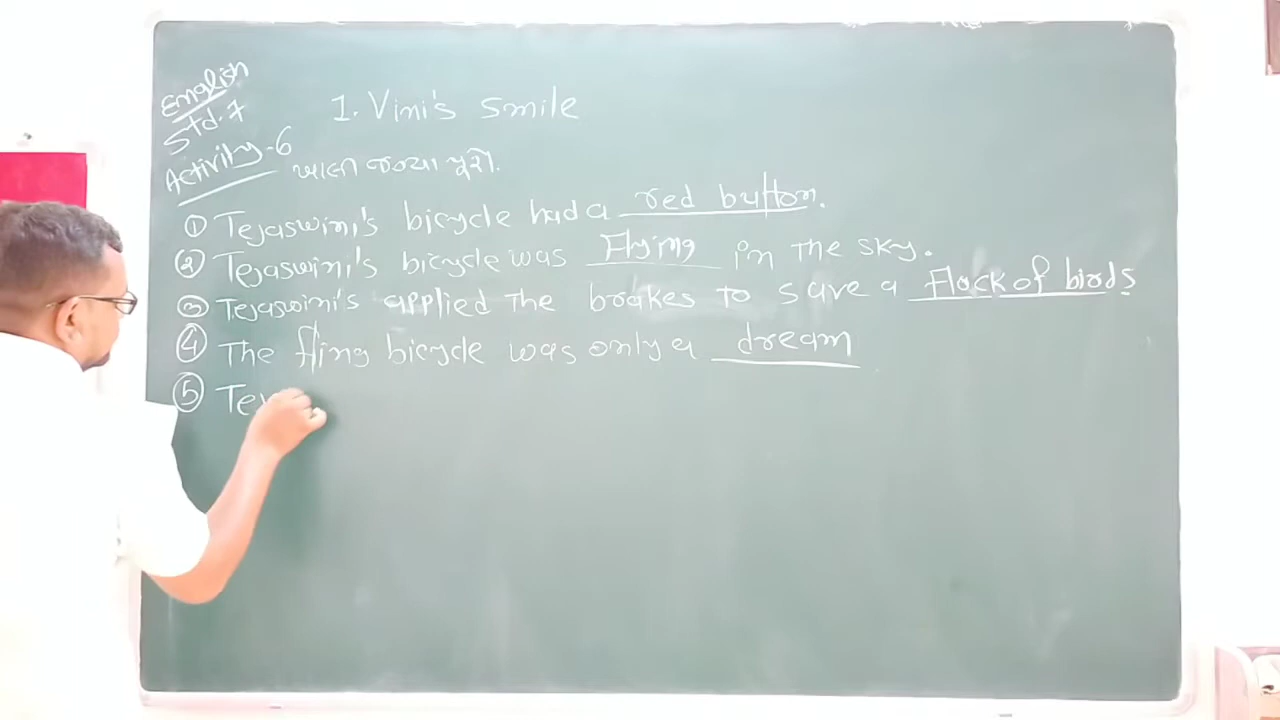 English
Std.7
1. Vini's smile
Activity-6
ખાલી જગ્યા પૂરો.
① Tejaswini's bicycle had a red button.
② Tejaswini's bicycle was Flying in the sky.
③ Tejaswini's applied the brakes to save a Flock of birds.
④ The fling bicycle was only a dream
⑤ Te